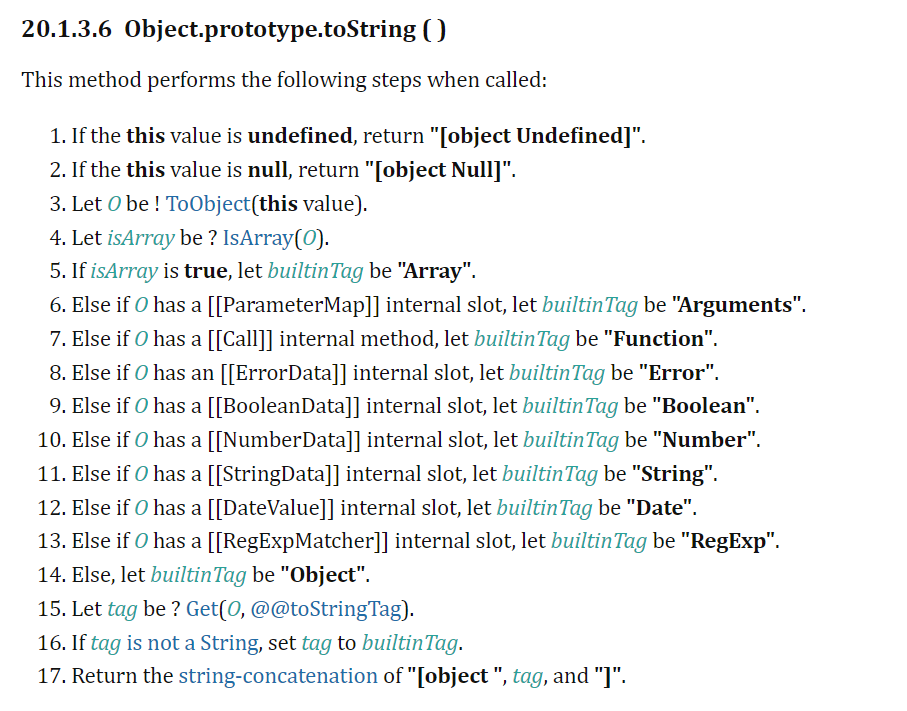 20.1.3.6 Object.prototype.toString ( )
This method performs the following steps when called:
1. If the this value is undefined, return "[object Undefined]".
2. If the this value is null, return "[object Null]".
3. Let O be ! ToObject(this value).
4. Let isArray be ? IsArray(O).
5. If isArray is true, let builtinTag be "Array".
6. Else if O has a [[ParameterMap]] internal slot, let builtinTag be "Arguments".
7. Else if O has a [[Call]] internal method, let builtinTag be "Function".
8. Else if O has an [[ErrorData]] internal slot, let builtinTag be "Error".
9. Else if O has a [[BooleanData]] internal slot, let builtinTag be "Boolean".
10. Else if O has a [[NumberData]] internal slot, let builtinTag be "Number".
11. Else if O has a [[StringData]] internal slot, let builtinTag be "String".
12. Else if O has a [[DateValue]] internal slot, let builtinTag be "Date".
13. Else if O has a [[RegExpMatcher]] internal slot, let builtinTag be "RegExp".
14. Else, let builtinTag be "Object".
15. Let tag be ? Get(O, @@toStringTag).
16. If tag is not a String, set tag to builtinTag.
17. Return the string-concatenation of "[object ", tag, and "]".